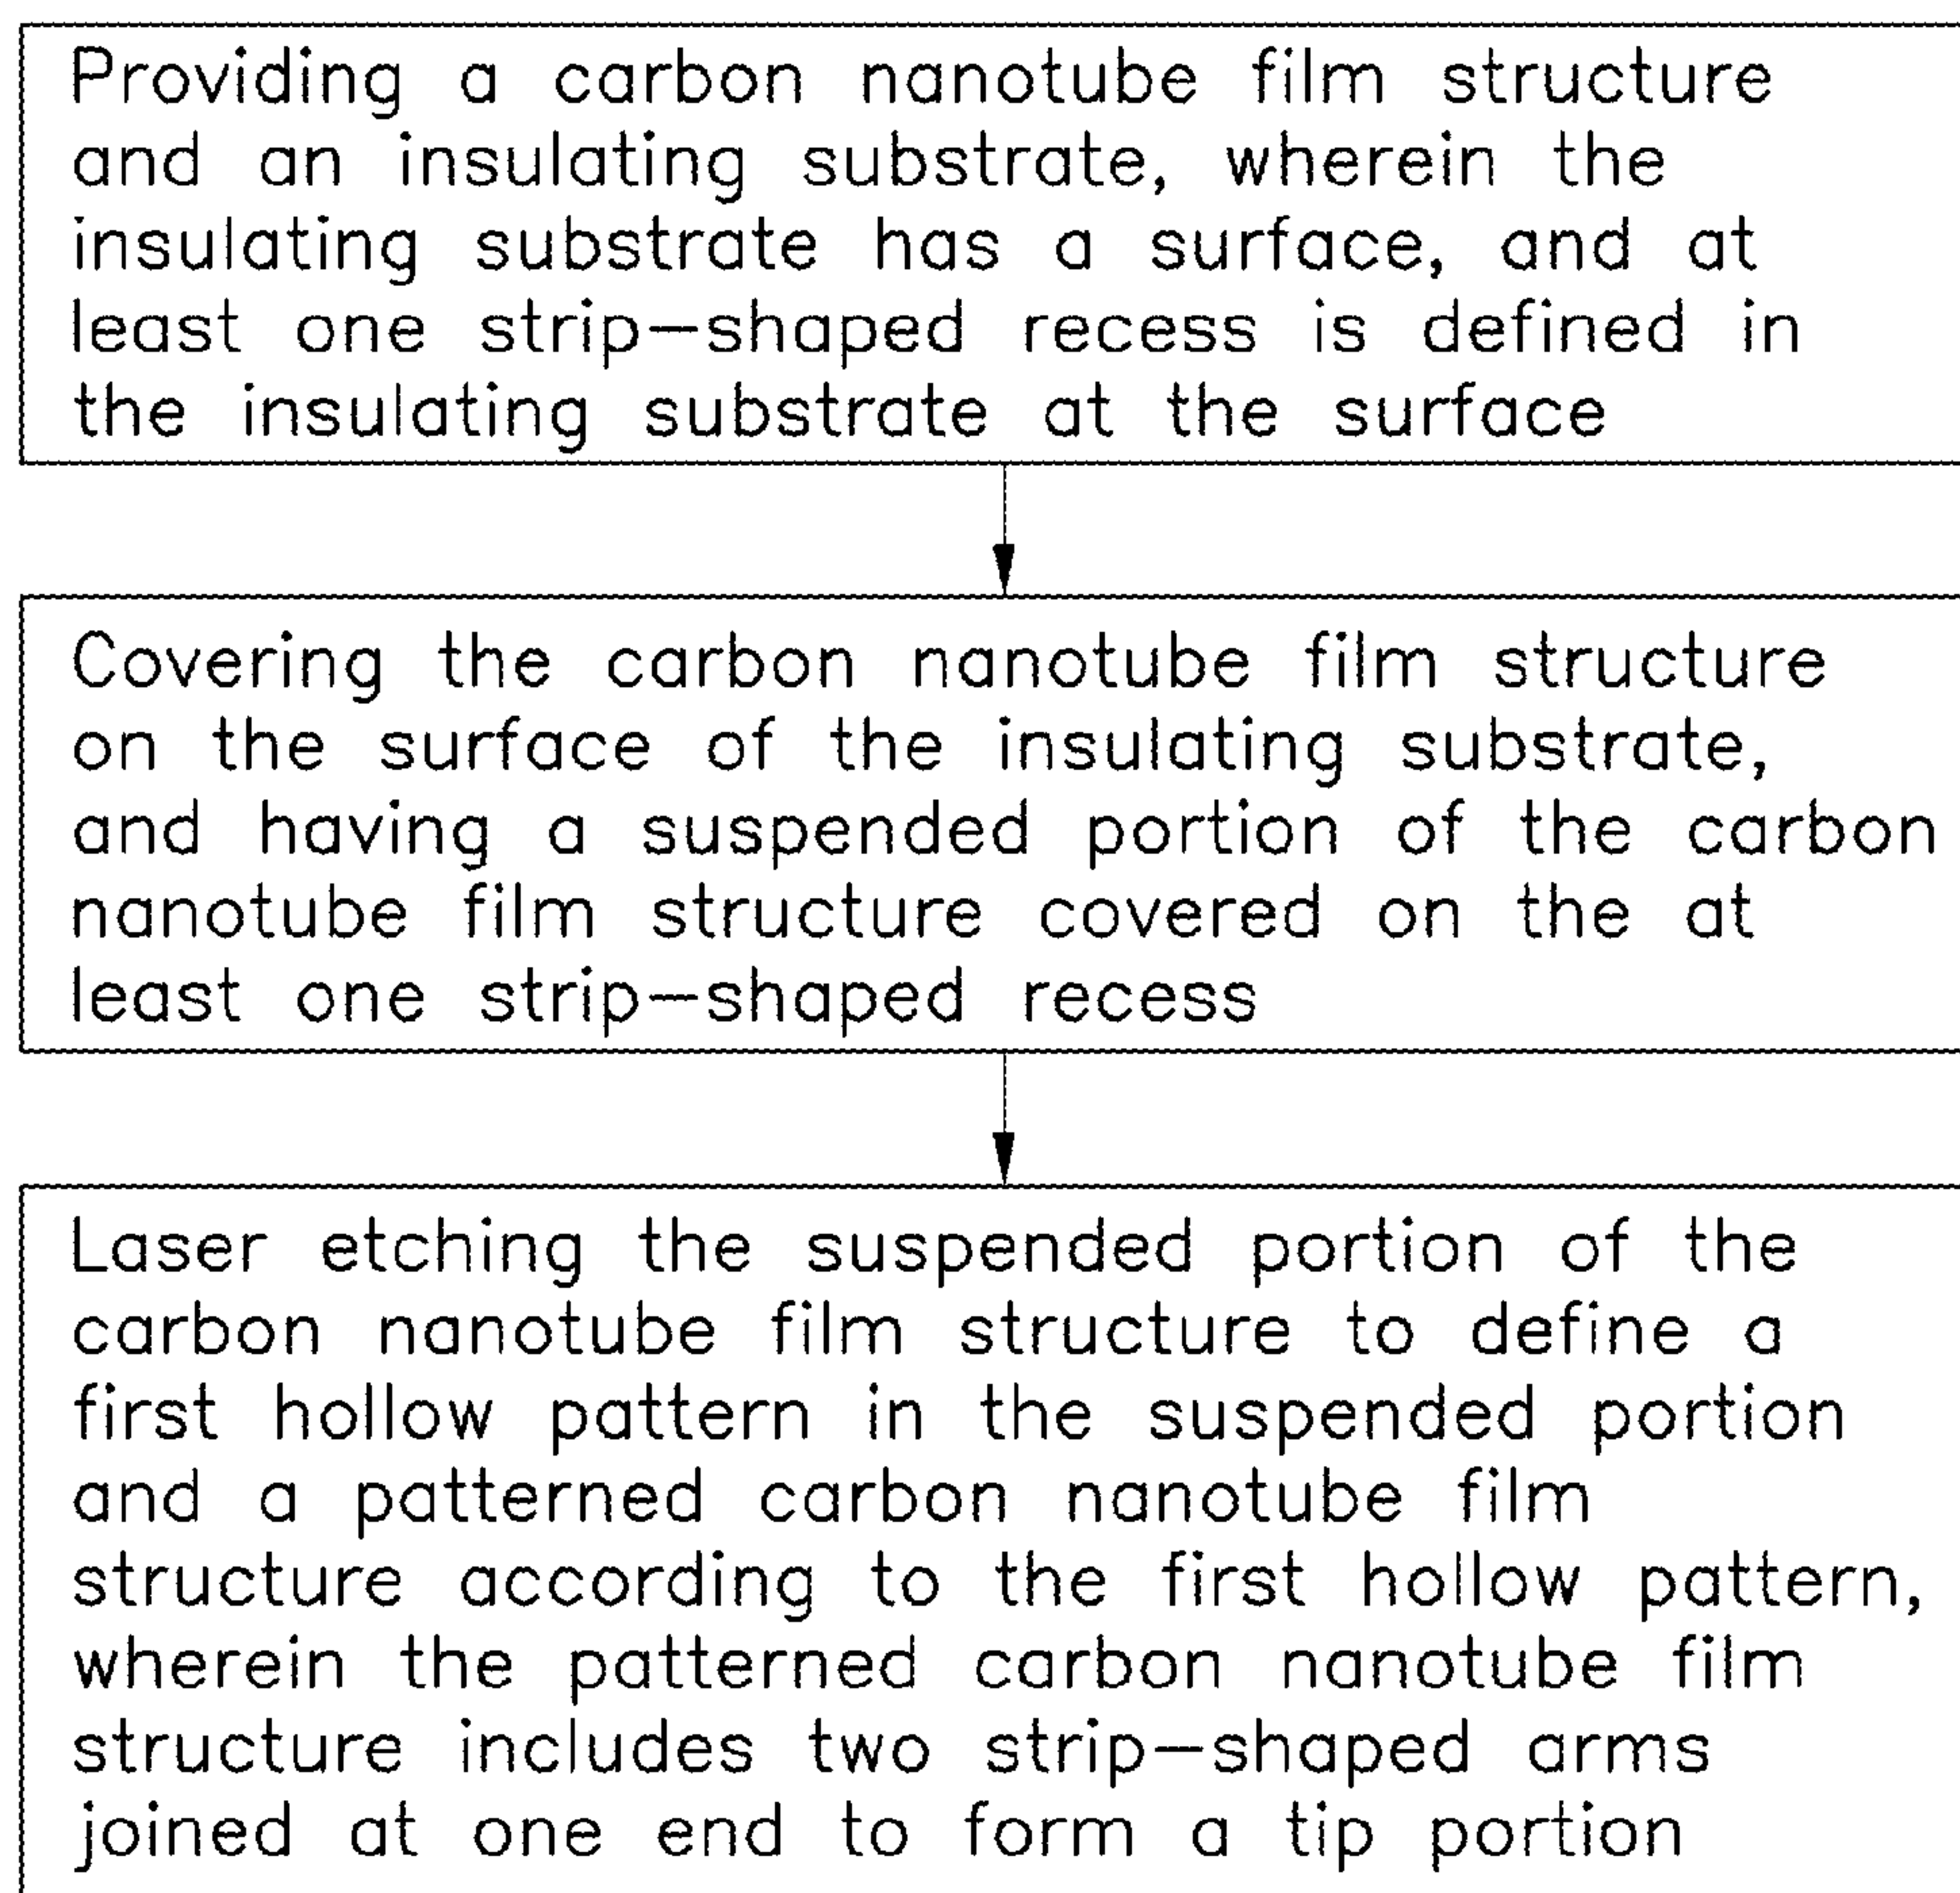 Providing a carbon nanotube film structure
and an insulating substrate, wherein the
insulating substrate has a surface, and at
least one strip–shaped recess is defined in
the insulating substrate at the surface
Covering the carbon nanotube film structure
on the surface of the insulating substrate,
and having a suspended portion of the carbon
nanotube film structure covered on the at
least one strip–shaped recess
Laser etching the suspended portion of the
carbon nanotube film structure to define a
first hollow pattern in the suspended portion
and a patterned carbon nanotube film
structure according to the first hollow pattern,
wherein the patterned carbon nanotube film
structure includes two strip–shaped arms
joined at one end to form a tip portion